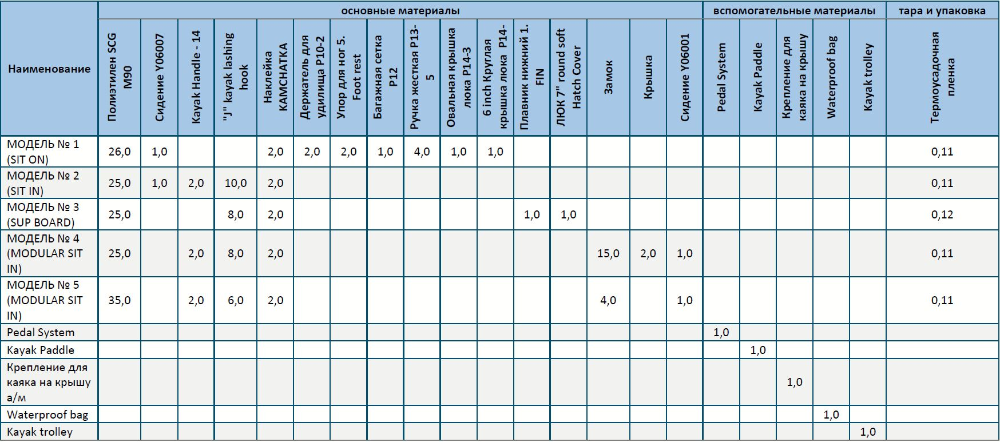 основные материалы вспомогательные материалы тара и упаковка
Наименование
Полиэтилен SCG
M90
Сидение Y06007
Kayak Handle - 14
"J" kayak lashing
hook
Наклейка
КАМСHАТКА
Держатель для
удилища P10-2
Упор для ног 5.
Foot rest
Багажная сетка
P12
Ручка жесткая P13-
5
Овальная крышка
люка P14-3
6 inch Круглая
крышка люка P14-
Плавник нижний 1.
FIN
ЛЮК 7" round soft
Hatch Cover
Замок
Крышка
Сидение Y06001
Pedal System
Kayak Paddle
Крепление для
каяка на крышу
Waterproof bag
Kayak trolley
Термоусадочная
пленка
МОДЕЛЬ № 1
(SIT ON)
26,0 1,0 2,0 2,0 2,0 1,0 4,0 1,0 1,0 0,11
МОДЕЛЬ № 2
(SIT IN)
25,0 1,0 2,0 10,0 2,0 0,11
МОДЕЛЬ № 3
(SUP BOARD)
25,0 8,0 2,0 1,0 1,0 0,12
МОДЕЛЬ № 4
(MODULAR SIT
IN)
25,0 2,0 8,0 2,0 15,0 2,0 1,0 0,11
МОДЕЛЬ № 5
(MODULAR SIT
IN)
35,0 2,0 6,0 2,0 4,0 1,0 0,11
Pedal System 1,0
Kayak Paddle 1,0
Крепление для
каяка на крышу
а/м
1,0
Waterproof bag 1,0
Kayak trolley 1,0